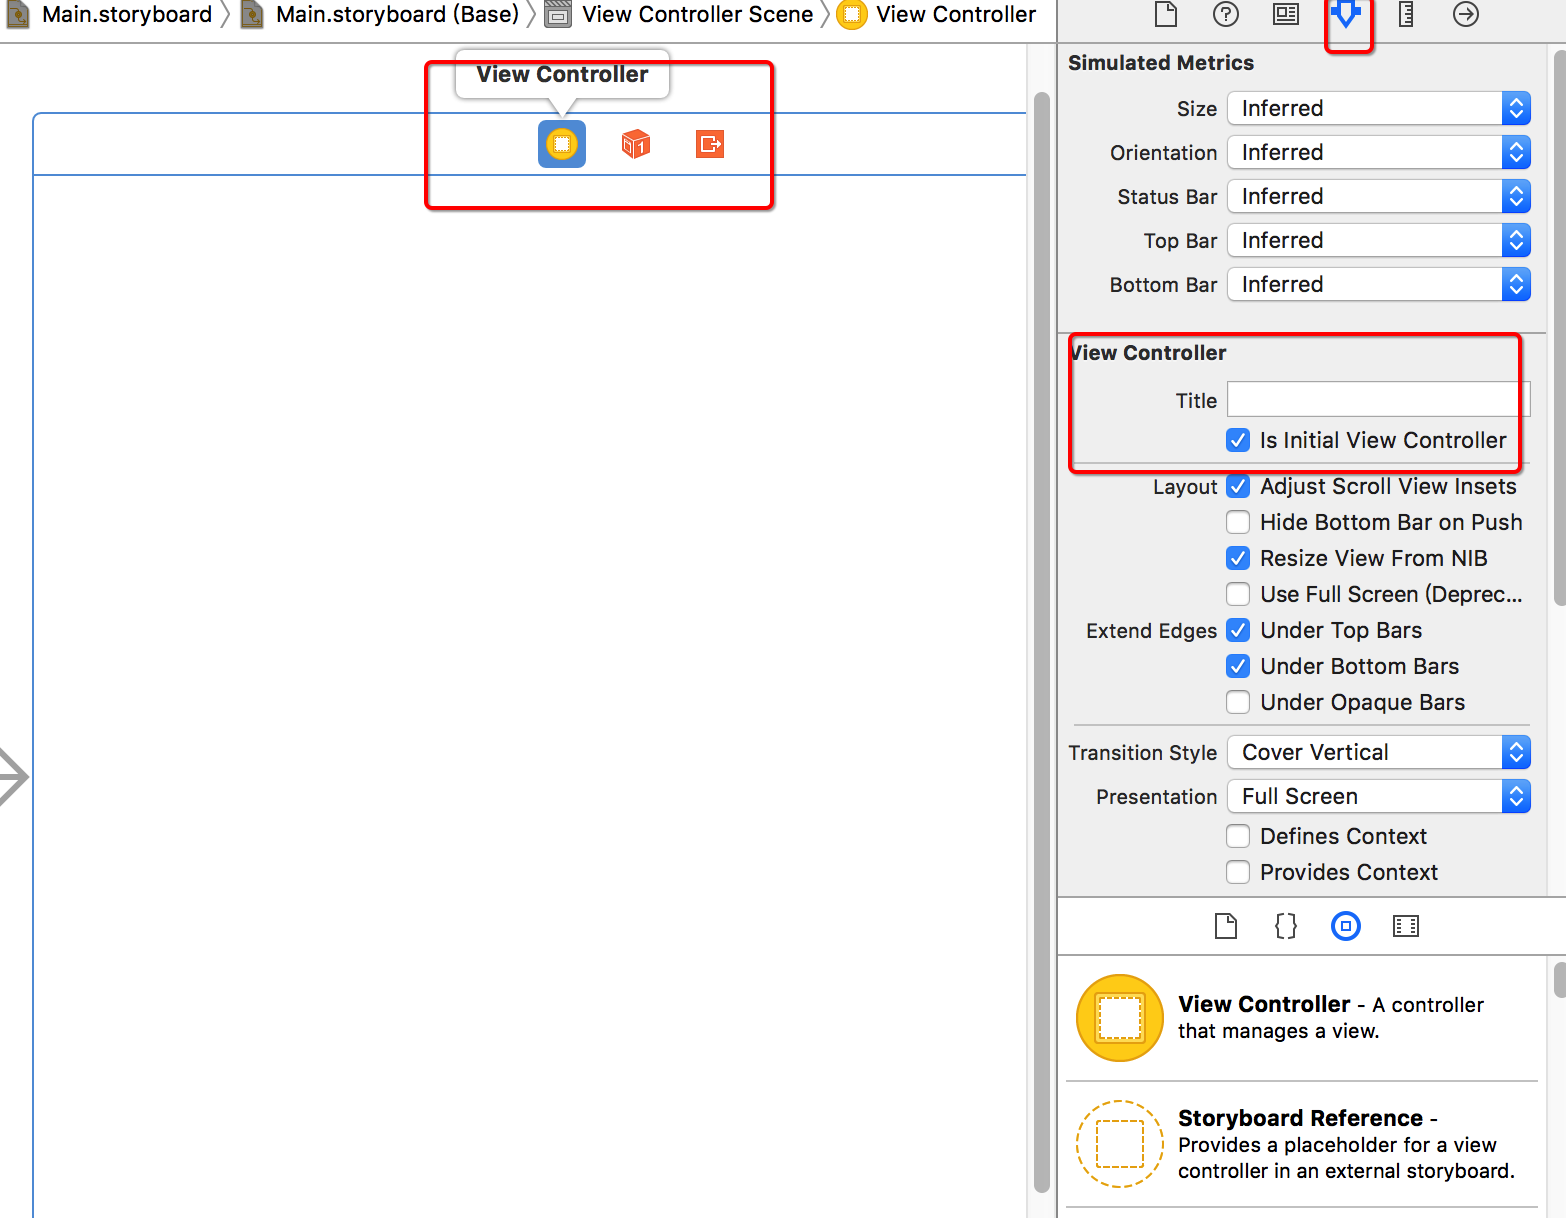 Main.storyboard
Main.storyboard (Base)
View Controller Scene
View Controller
View Controller
1
Simulated Metrics
Size Inferred
Orientation Inferred
Status Bar Inferred
Top Bar Inferred
Bottom Bar Inferred
View Controller
Title
Is Initial View Controller
Layout Adjust Scroll View Insets
Hide Bottom Bar on Push
Resize View From NIB
Use Full Screen (Deprec...
Extend Edges Under Top Bars
Under Bottom Bars
Under Opaque Bars
Transition Style Cover Vertical
Presentation Full Screen
Defines Context
Provides Context
View Controller - A controller
that manages a view.
Storyboard Reference -
Provides a placeholder for a view
controller in an external storyboard.